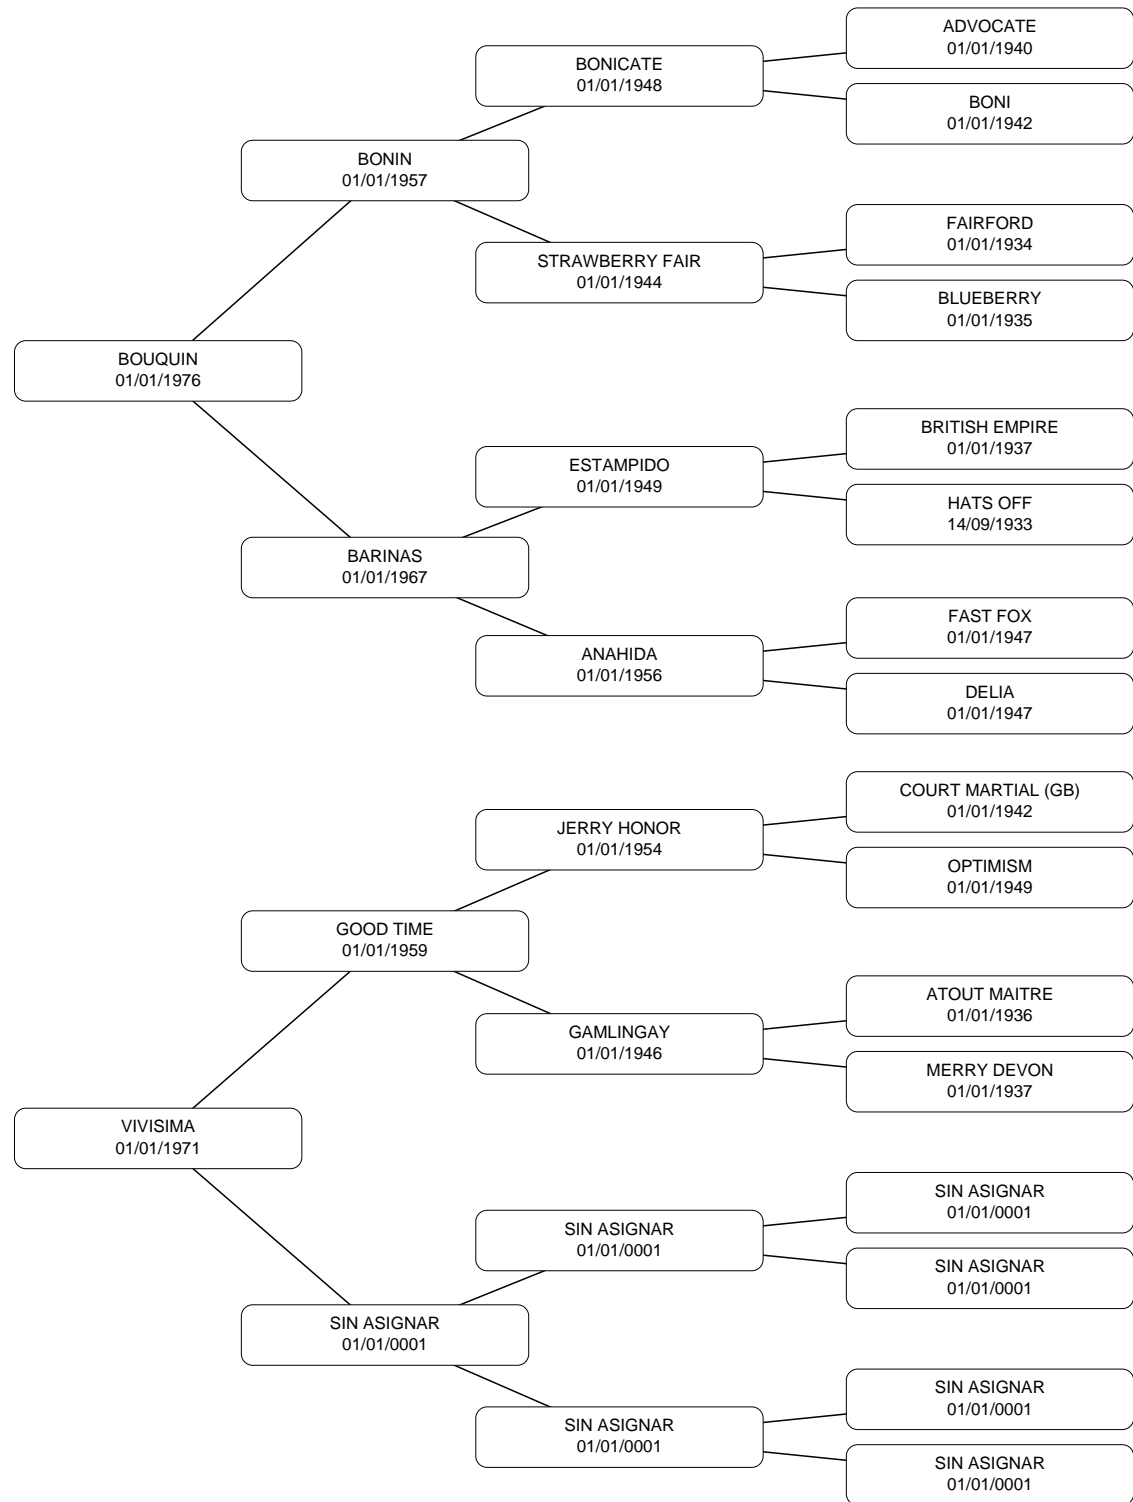 ADVOCATE
01/01/1940
BONICATE
01/01/1948
BONI
01/01/1942
BONIN
01/01/1957
FAIRFORD
01/01/1934
STRAWBERRY FAIR
01/01/1944
BLUEBERRY
01/01/1935
BOUQUIN
01/01/1976
BRITISH EMPIRE
01/01/1937
ESTAMPIDO
01/01/1949
HATS OFF
14/09/1933
BARINAS
01/01/1967
FAST FOX
01/01/1947
ANAHIDA
01/01/1956
DELIA
01/01/1947
COURT MARTIAL (GB)
01/01/1942
JERRY HONOR
01/01/1954
OPTIMISM
01/01/1949
GOOD TIME
01/01/1959
ATOUT MAITRE
01/01/1936
GAMLINGAY
01/01/1946
MERRY DEVON
01/01/1937
VIVISIMA
01/01/1971
SIN ASIGNAR
01/01/0001
SIN ASIGNAR
01/01/0001
SIN ASIGNAR
01/01/0001
SIN ASIGNAR
01/01/0001
SIN ASIGNAR
01/01/0001
SIN ASIGNAR
01/01/0001
SIN ASIGNAR
01/01/0001